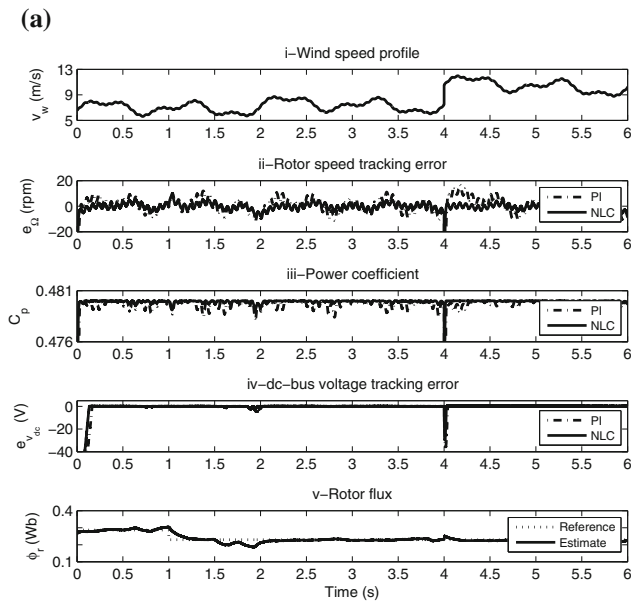 (a)
i−Wind speed profile
13
9
5
v_w (m/s)
0 0.5 1 1.5 2 2.5 3 3.5 4 4.5 5 5.5 6
ii−Rotor speed tracking error
20
0
−20
e_Ω (rpm)
PI
NLC
0 0.5 1 1.5 2 2.5 3 3.5 4 4.5 5 5.5 6
iii−Power coefficient
0.481
0.476
C_p
PI
NLC
0 0.5 1 1.5 2 2.5 3 3.5 4 4.5 5 5.5 6
iv−dc−bus voltage tracking error
0
−20
−40
e_v_dc (V)
PI
NLC
0 0.5 1 1.5 2 2.5 3 3.5 4 4.5 5 5.5 6
v−Rotor flux
0.4
0.1
ϕ_r (Wb)
Reference
Estimate
0 0.5 1 1.5 2 2.5 3 3.5 4 4.5 5 5.5 6
Time (s)